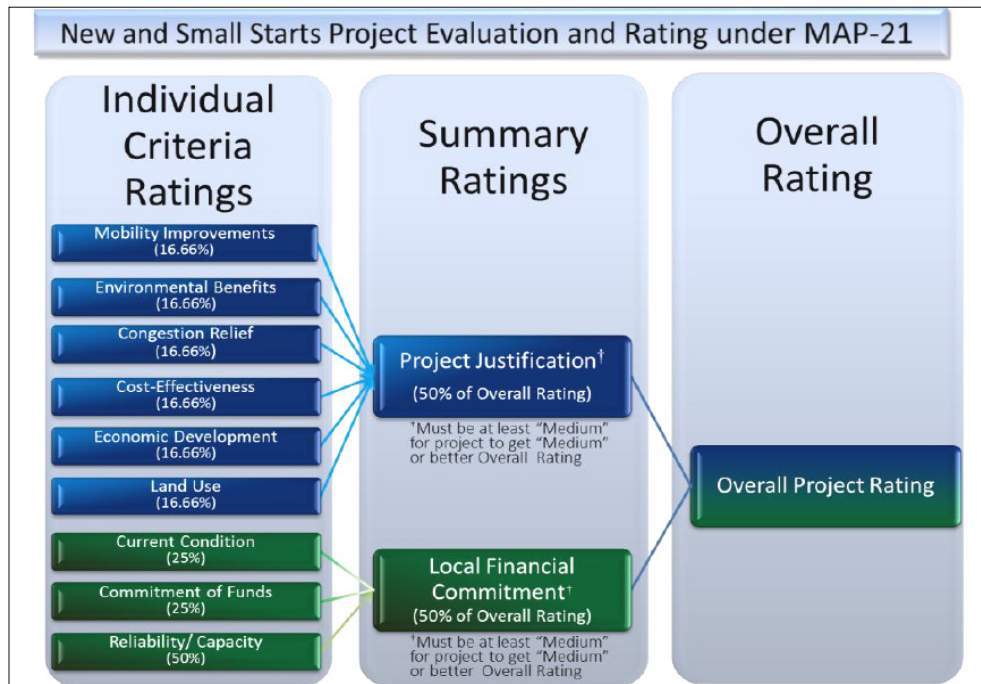 New and Small Starts Project Evaluation and Rating under MAP-21
Individual
Criteria
Ratings
Mobility Improvements
(16.66%)
Environmental Benefits
(16.66%)
Congestion Relief
(16.66%)
Cost-Effectiveness
(16.66%)
Economic Development
(16.66%)
Land Use
(16.66%)
Current Condition
(25%)
Commitment of Funds
(25%)
Reliability/ Capacity
(50%)
Summary
Ratings
Project Justification†
(50% of Overall Rating)
†Must be at least “Medium”
for project to get “Medium”
or better Overall Rating
Local Financial
Commitment†
(50% of Overall Rating)
†Must be at least “Medium”
for project to get “Medium”
or better Overall Rating
Overall
Rating
Overall Project Rating